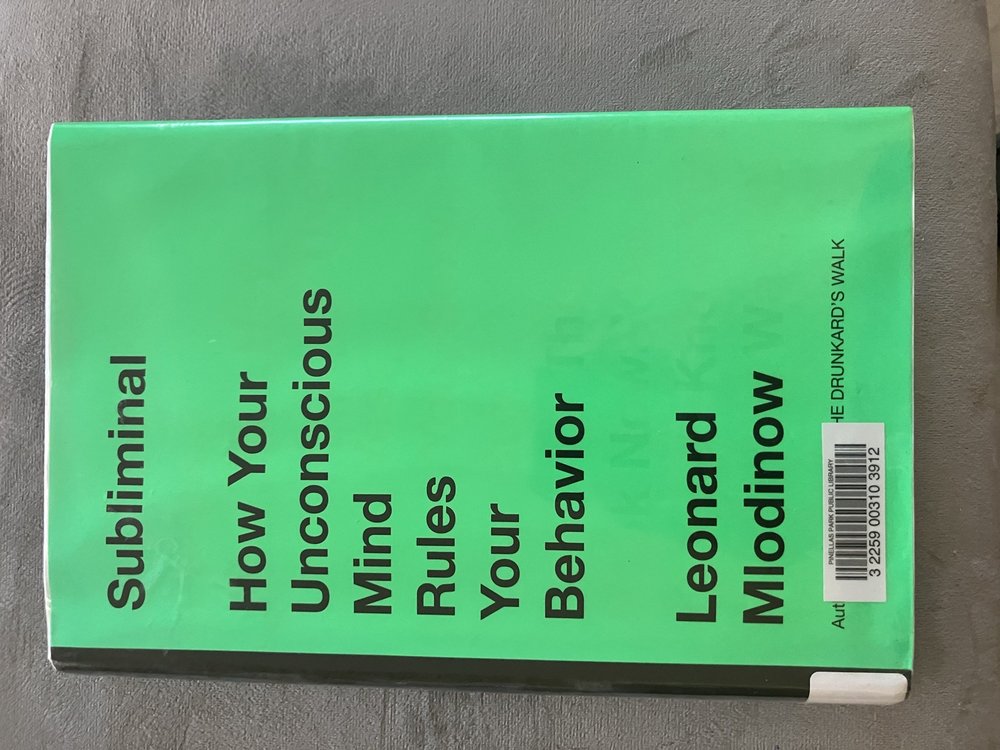 Subliminal
How Your
Unconscious
Mind
Rules
Your
Behavior
Leonard
Mlodinow
Aut HE DRUNKARD'S WALK
PINELLAS PARK PUBLIC LIBRARY
3 2259 00310 3912